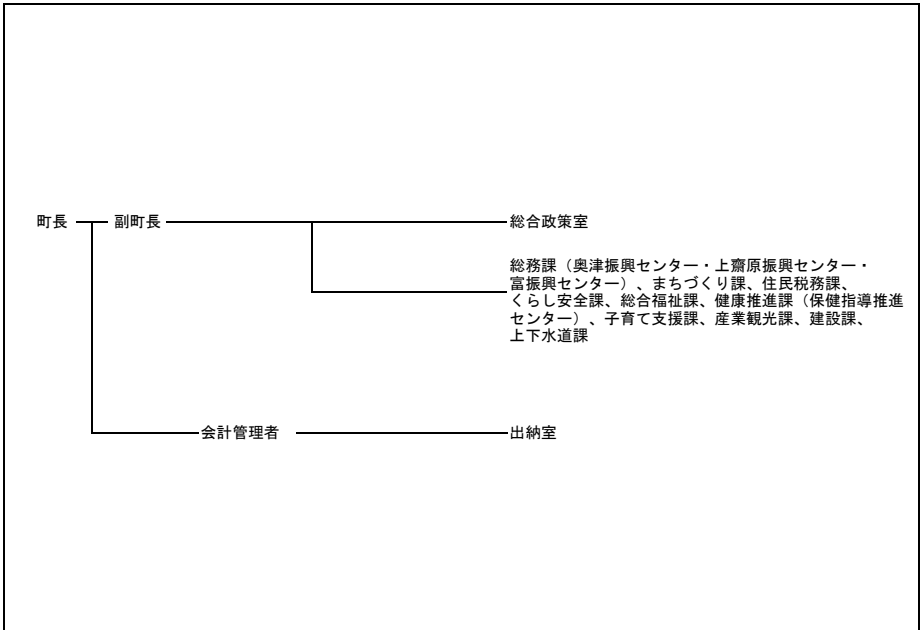 町長 副町長 総合政策室
総務課（奥津振興センター・上齋原振興センター・
富振興センター）、まちづくり課、住民税務課、
くらし安全課、総合福祉課、健康推進課（保健指導推進
センター）、子育て支援課、産業観光課、建設課、
上下水道課
会計管理者 出納室